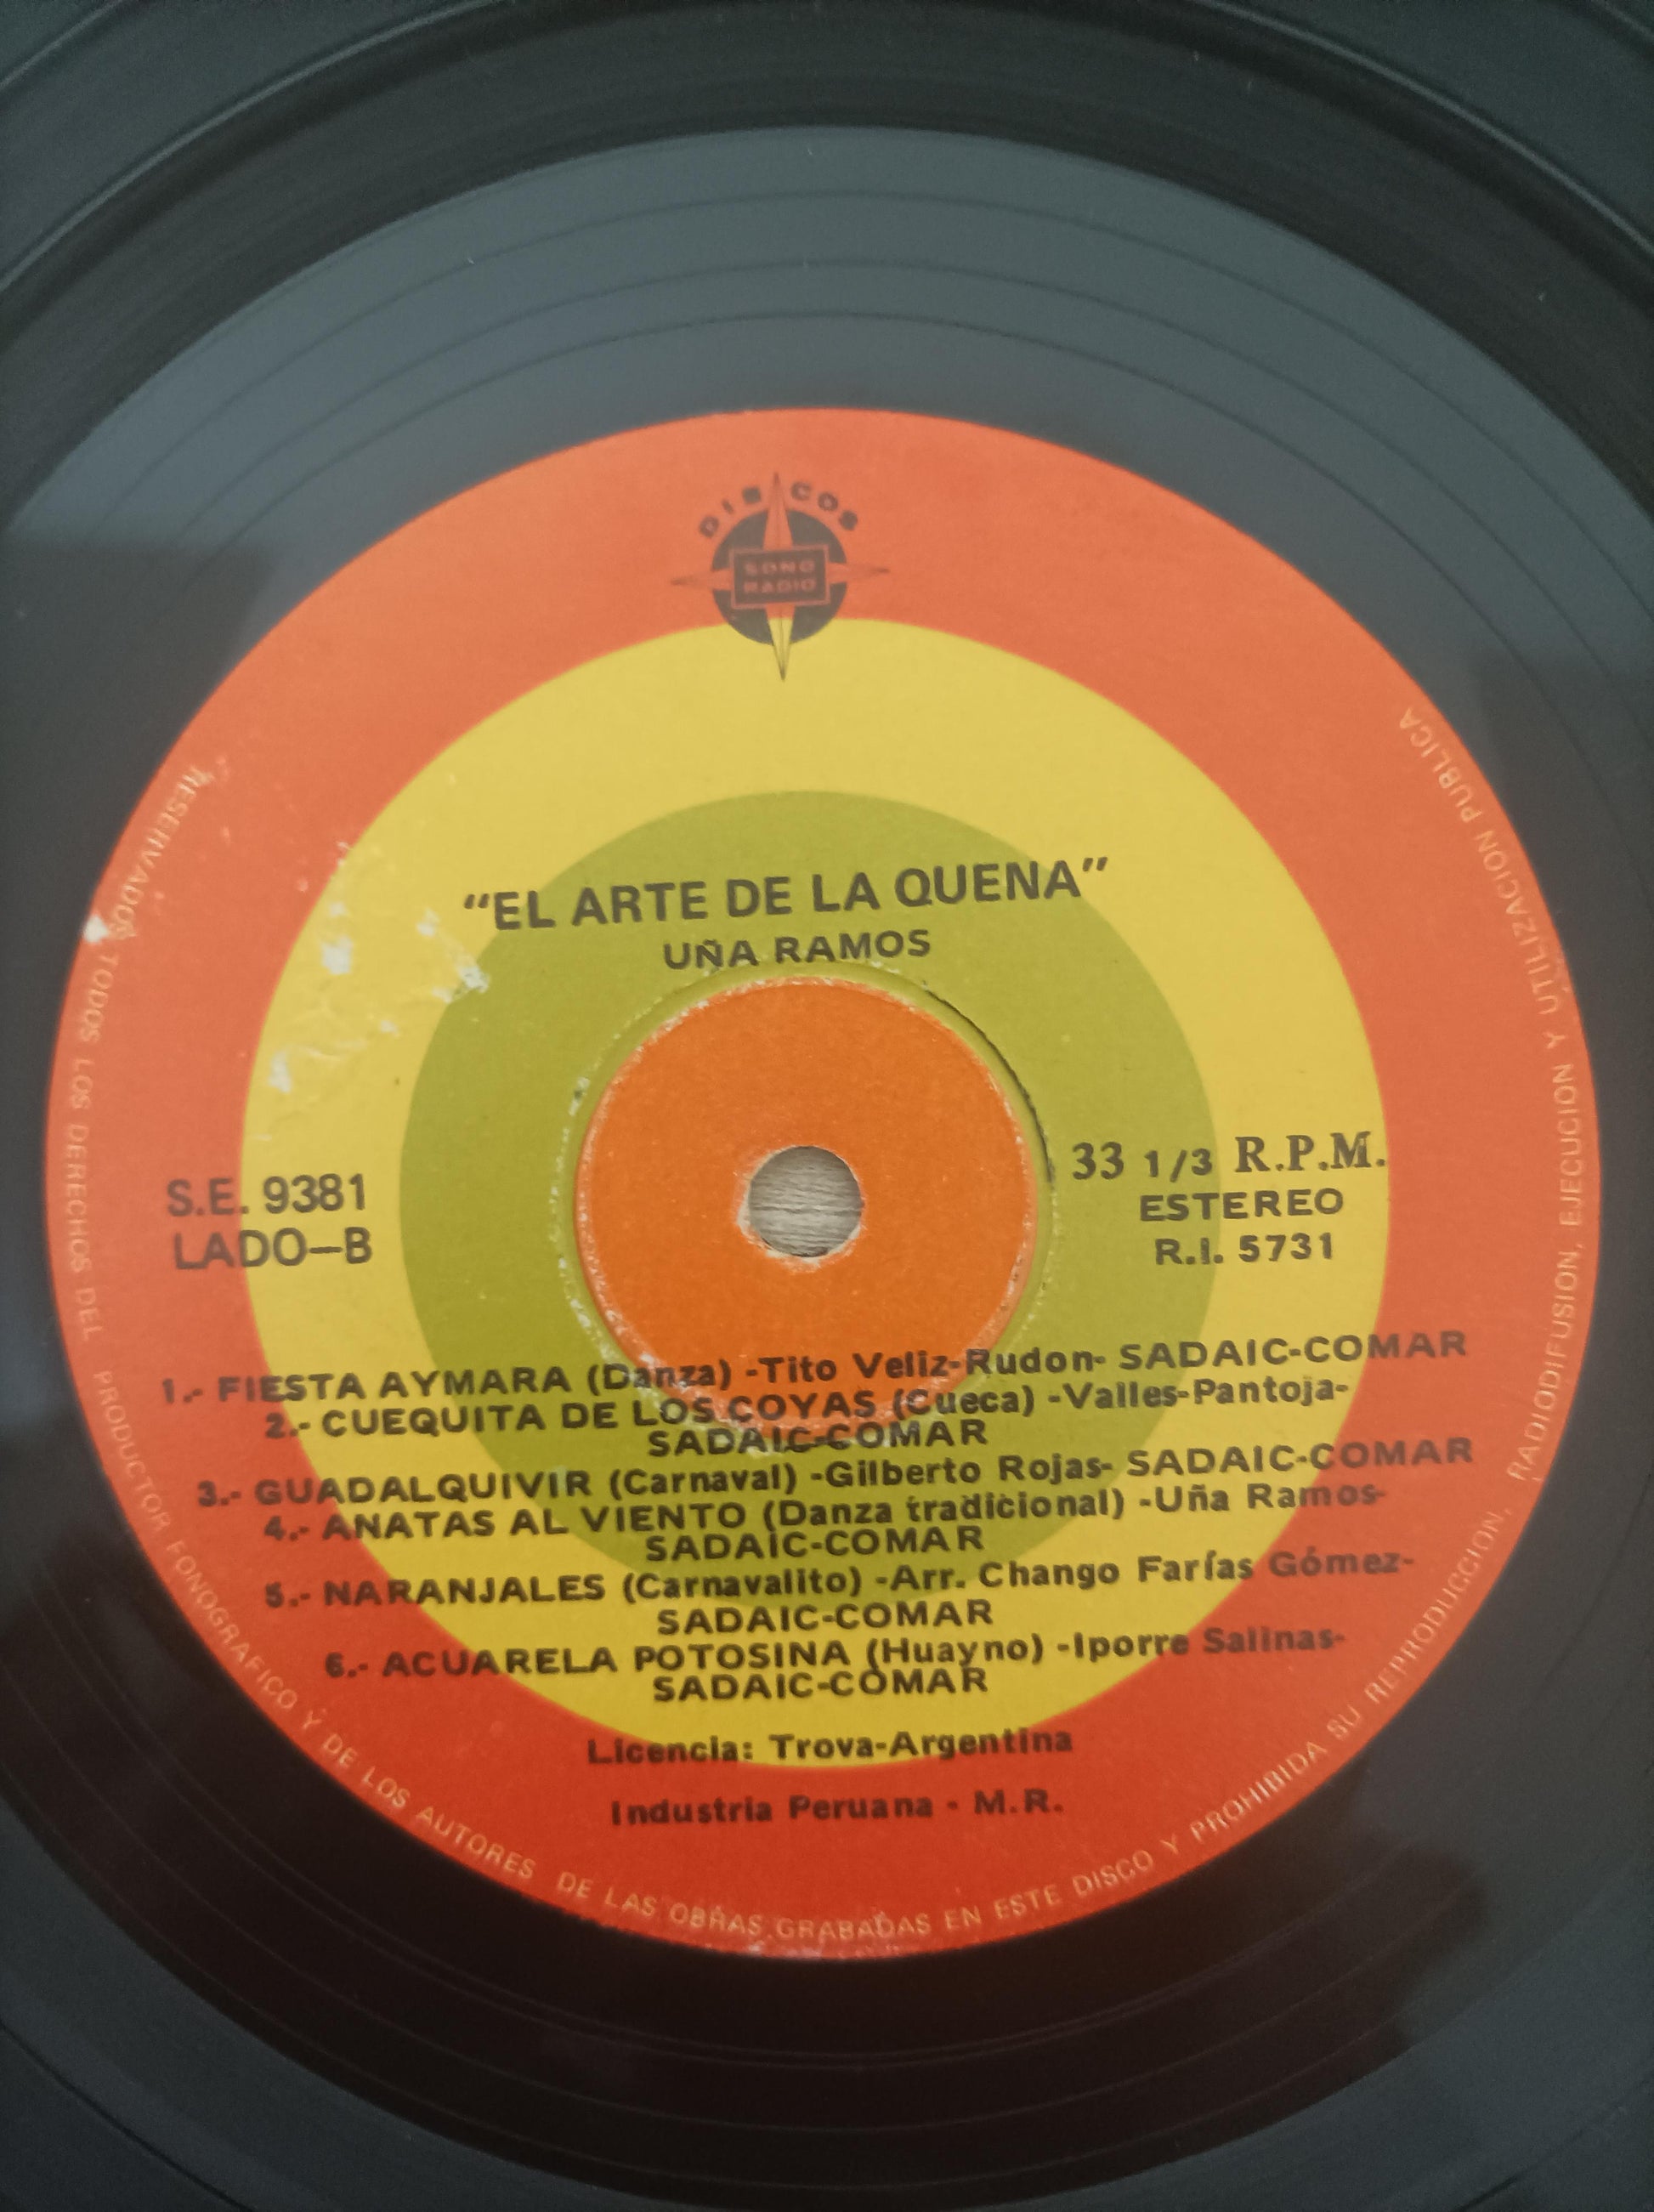 DISCOS
SONO
RADIO
"EL ARTE DE LA QUENA"
UÑA RAMOS
S.E. 9381
LADO-B
33 1/3 R.P.M.
ESTEREO
R.I. 5731
1.- FIESTA AYMARA (Danza) -Tito Veliz-Rudon- SADAIC-COMAR
2.- CUEQUITA DE LOS COYAS (Cueca) -Valles-Pantoja-
SADAIC-COMAR
3.- GUADALQUIVIR (Carnaval) -Gilberto Rojas- SADAIC-COMAR
4.- ANATAS AL VIENTO (Danza tradicional) -Uña Ramos-
SADAIC-COMAR
5.- NARANJALES (Carnavalito) -Arr. Chango Farías Gómez-
SADAIC-COMAR
6.- ACUARELA POTOSINA (Huayno) -Iporre Salinas-
SADAIC-COMAR
Licencia: Trova-Argentina
Industria Peruana - M.R.
RESERVADOS TODOS LOS DERECHOS DEL PRODUCTOR FONOGRAFICO Y DE LOS AUTORES DE LAS OBRAS GRABADAS EN ESTE DISCO Y PROHIBIDA SU REPRODUCCION, RADIODIFUSION, EJECUCION Y UTILIZACION PUBLICA